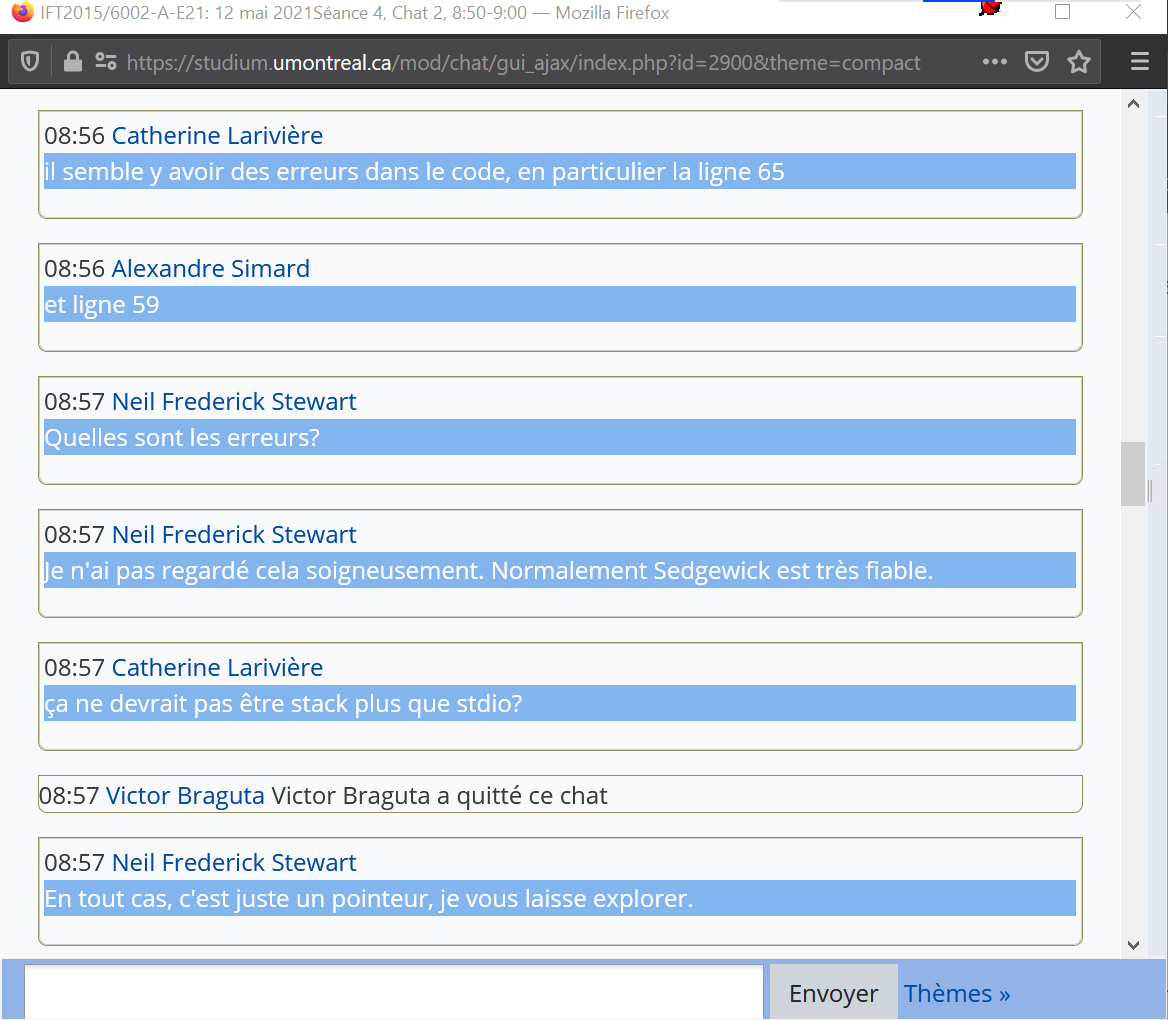 IFT2015/6002-A-E21: 12 mai 2021Séance 4, Chat 2, 8:50-9:00 — Mozilla Firefox
https://studium.umontreal.ca/mod/chat/gui_ajax/index.php?id=2900&theme=compact
08:56 Catherine Larivière
il semble y avoir des erreurs dans le code, en particulier la ligne 65
08:56 Alexandre Simard
et ligne 59
08:57 Neil Frederick Stewart
Quelles sont les erreurs?
08:57 Neil Frederick Stewart
Je n'ai pas regardé cela soigneusement. Normalement Sedgewick est très fiable.
08:57 Catherine Larivière
ça ne devrait pas être stack plus que stdio?
08:57 Victor Braguta Victor Braguta a quitté ce chat
08:57 Neil Frederick Stewart
En tout cas, c'est juste un pointeur, je vous laisse explorer.
Envoyer Thèmes »